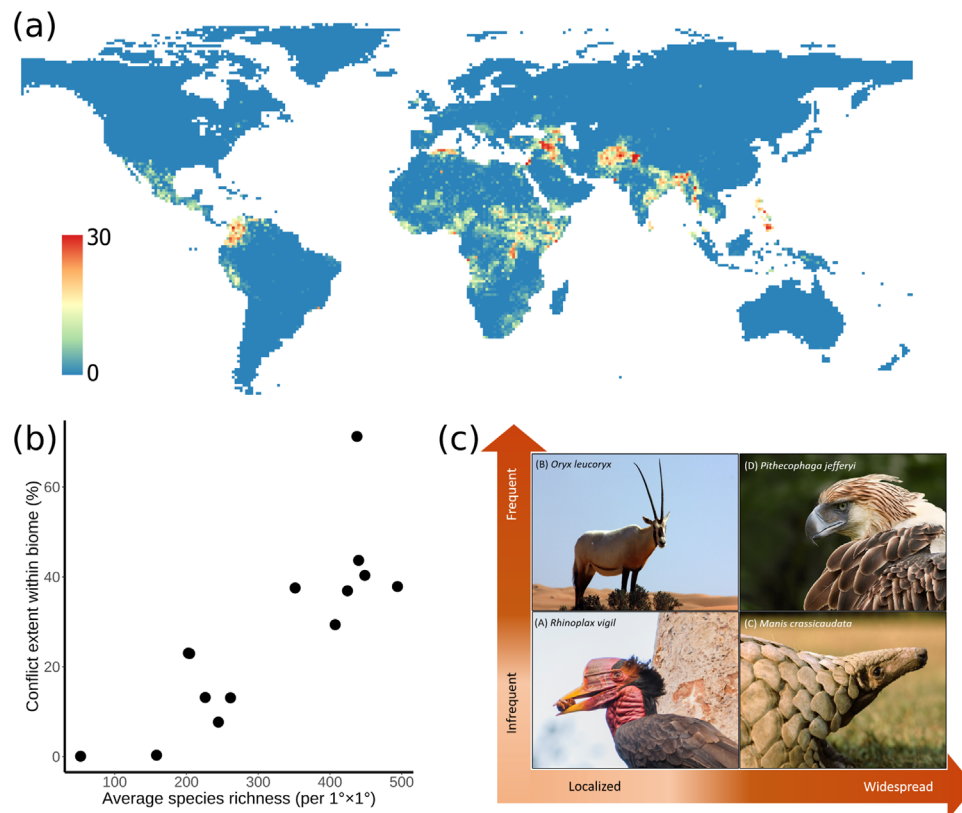 (a)
30
0
(b)
Conflict extent within biome (%)
60
40
20
0
100 200 300 400 500
Average species richness (per 1°×1°)
(c)
Frequent
Infrequent
(B) Oryx leucoryx
(D) Pithecophaga jefferyi
(A) Rhinoplax vigil
(C) Manis crassicaudata
Localized
Widespread